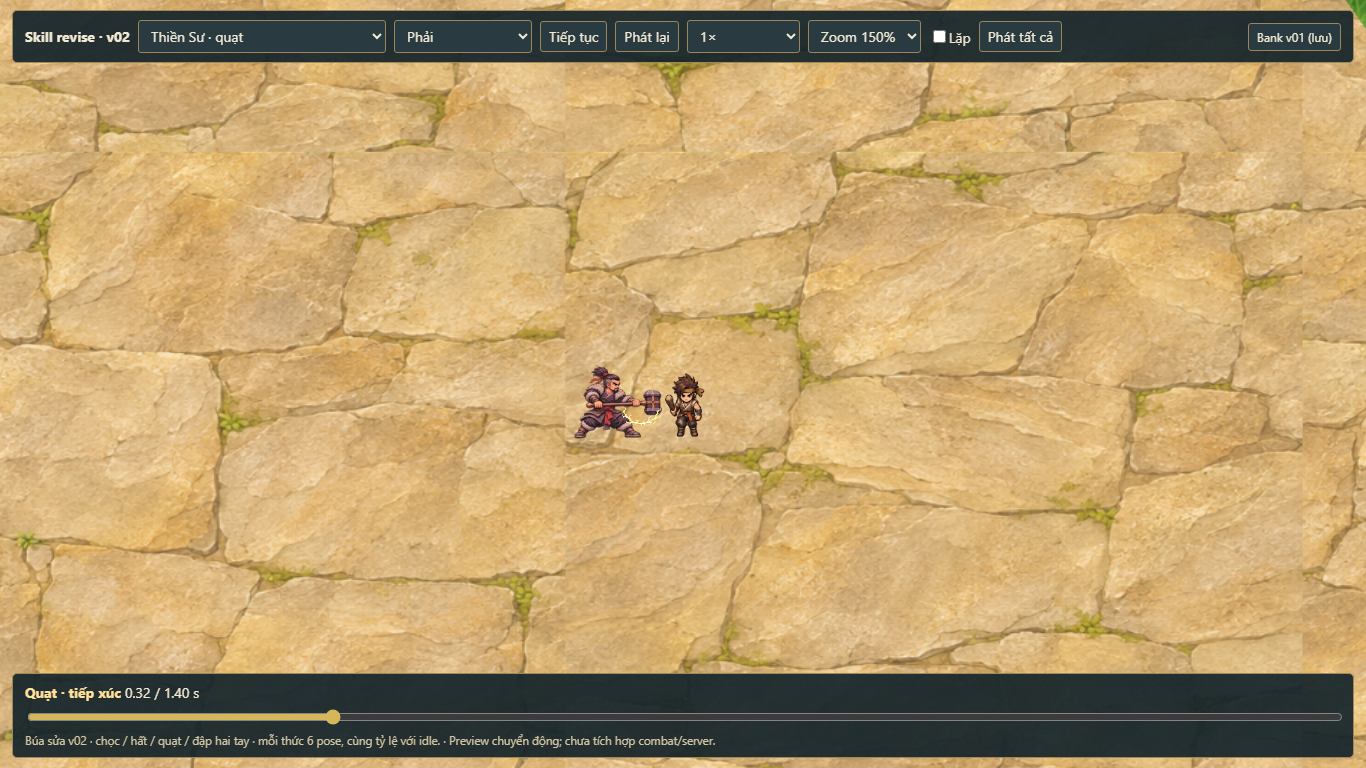 Skill revise · v02 Thiền Sư · quạt Phải Tiếp tục Phát lại 1× Zoom 150% Lặp Phát tất cả Bank v01 (lưu)
Quạt · tiếp xúc 0.32 / 1.40 s
Búa sửa v02 · chọc / hất / quạt / đập hai tay · mỗi thức 6 pose, cùng tỷ lệ với idle. · Preview chuyển động; chưa tích hợp combat/server.